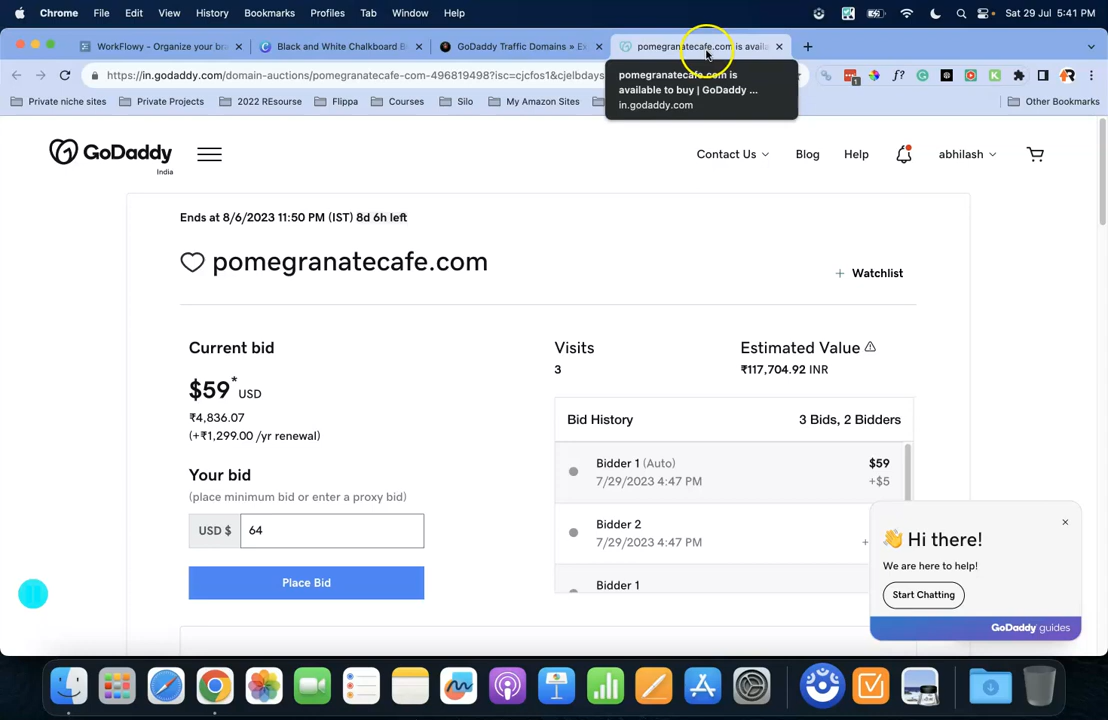 Chrome File Edit View History Bookmarks Profiles Tab Window Help Sat 29 Jul 5:41 PM
WorkFlowy - Organize your bra
Black and White Chalkboard B
GoDaddy Traffic Domains » Ex
pomegranatecafe.com is availa
https://in.godaddy.com/domain-auctions/pomegranatecafe-com-496819498?isc=cjcfos1&cjelbdays
pomegranatecafe.com is
available to buy | GoDaddy ...
in.godaddy.com
Private niche sites Private Projects 2022 REsourse Flippa Courses Silo My Amazon Sites Other Bookmarks
GoDaddy
India
Contact Us Blog Help abhilash
Ends at 8/6/2023 11:50 PM (IST) 8d 6h left
pomegranatecafe.com
+ Watchlist
Current bid
$59* USD
₹4,836.07
(+₹1,299.00 /yr renewal)
Your bid
(place minimum bid or enter a proxy bid)
USD $ 64
Place Bid
Visits
3
Estimated Value
₹117,704.92 INR
Bid History 3 Bids, 2 Bidders
Bidder 1 (Auto) $59
7/29/2023 4:47 PM +$5
Bidder 2
7/29/2023 4:47 PM +
Bidder 1
Hi there!
We are here to help!
Start Chatting
GoDaddy guides